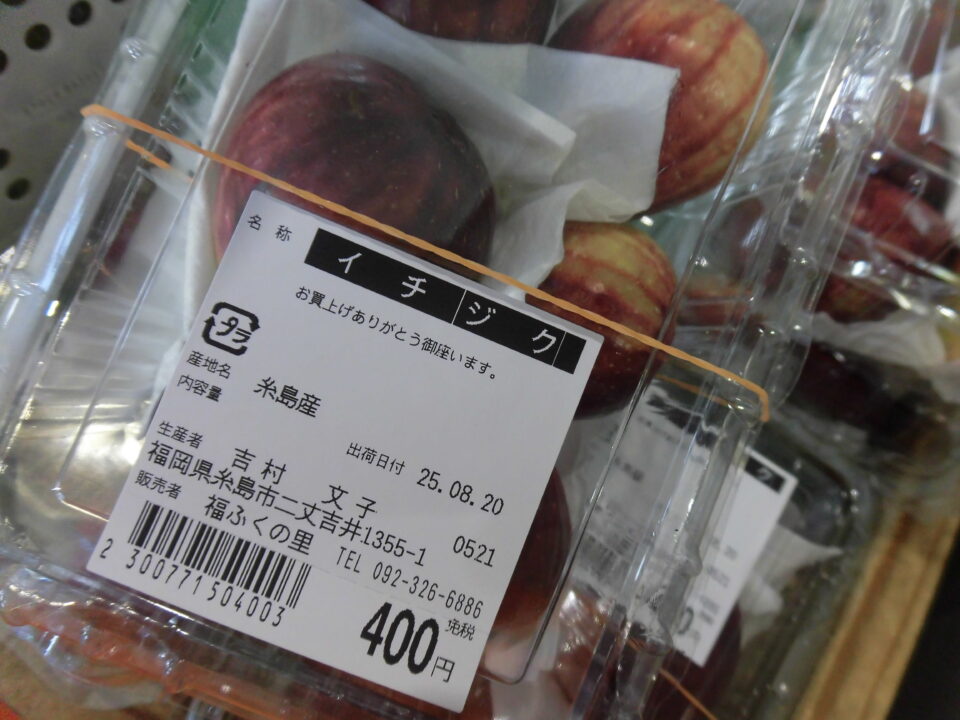 名称 イチジク
お買上げありがとう御座います。
プラ
産地名 糸島産
内容量
出荷日付 25.08.20
生産者 吉村 文子
福岡県糸島市二丈吉井1355-1 0521
販売者 福ふくの里
TEL 092-326-6886
2 300771 504003
400円 免税
ク